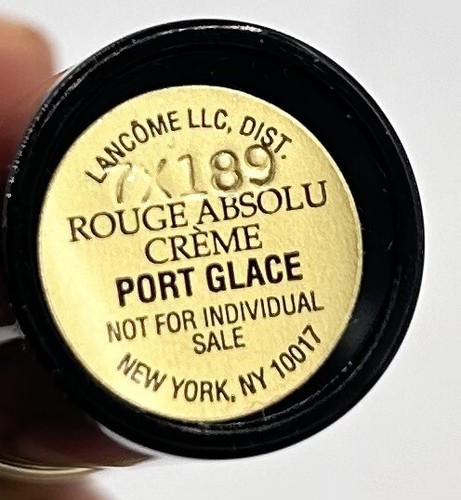 LANCÔME LLC, DIST.
7X189
ROUGE ABSOLU
CRÈME
PORT GLACE
NOT FOR INDIVIDUAL
SALE
NEW YORK, NY 10017